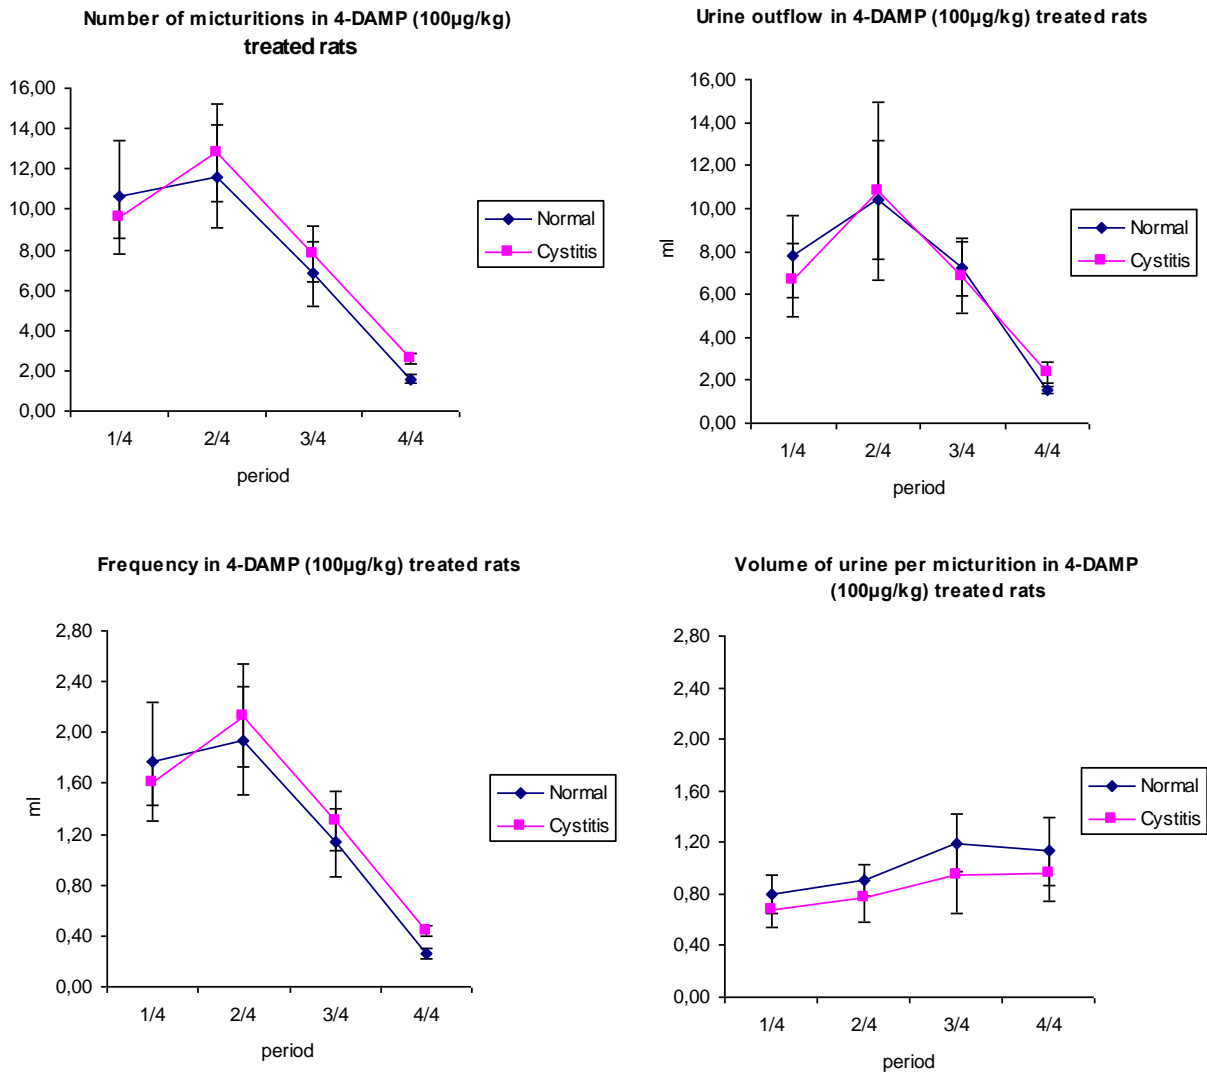 Number of micturitions in 4-DAMP (100µg/kg)
treated rats
16,00
14,00
12,00
10,00
8,00
6,00
4,00
2,00
0,00
1/4 2/4 3/4 4/4
period
Normal
Cystitis
Urine outflow in 4-DAMP (100µg/kg) treated rats
16,00
14,00
12,00
10,00
8,00
6,00
4,00
2,00
0,00
ml
1/4 2/4 3/4 4/4
period
Normal
Cystitis
Frequency in 4-DAMP (100µg/kg) treated rats
2,80
2,40
2,00
1,60
1,20
0,80
0,40
0,00
ml
1/4 2/4 3/4 4/4
period
Normal
Cystitis
Volume of urine per micturition in 4-DAMP
(100µg/kg) treated rats
2,80
2,40
2,00
1,60
1,20
0,80
0,40
0,00
ml
1/4 2/4 3/4 4/4
period
Normal
Cystitis